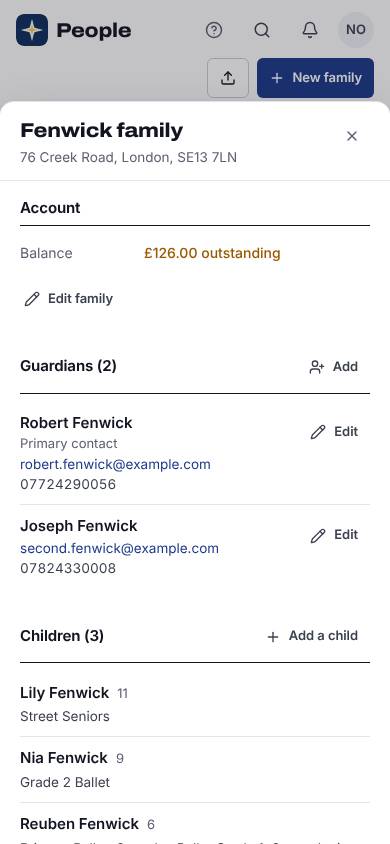 People
NO
New family
Fenwick family
76 Creek Road, London, SE13 7LN
Account
Balance £126.00 outstanding
Edit family
Guardians (2) Add
Robert Fenwick
Primary contact
Edit
robert.fenwick@example.com
07724290056
Joseph Fenwick
Edit
second.fenwick@example.com
07824330008
Children (3) Add a child
Lily Fenwick 11
Street Seniors
Nia Fenwick 9
Grade 2 Ballet
Reuben Fenwick 6